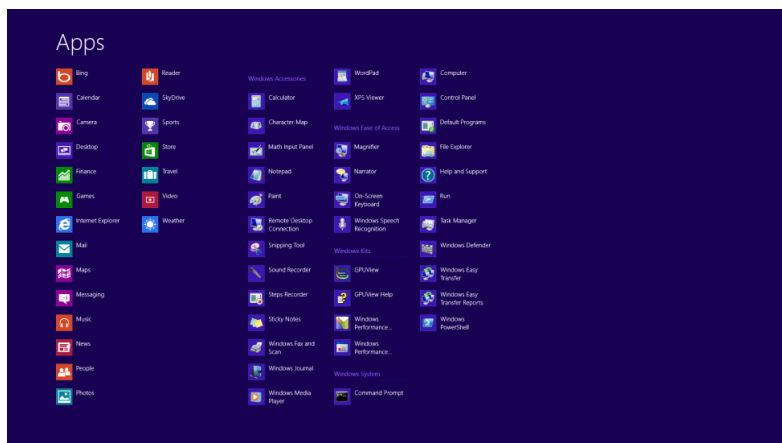 Apps
Bing
Calendar
Camera
Desktop
Finance
Games
Internet Explorer
Mail
Maps
Messaging
Music
News
People
Photos
Reader
SkyDrive
Sports
Store
Travel
Video
Weather
Windows Accessories
Calculator
Character Map
Math Input Panel
Notepad
Paint
Remote Desktop
Connection
Snipping Tool
Sound Recorder
Steps Recorder
Sticky Notes
Windows Fax and
Scan
Windows Journal
Windows Media
Player
WordPad
XPS Viewer
Windows Ease of Access
Magnifier
Narrator
On-Screen
Keyboard
Windows Speech
Recognition
Windows Kits
GPUView
GPUView Help
Windows
Performance...
Windows
Performance...
Windows System
Command Prompt
Computer
Control Panel
Default Programs
File Explorer
Help and Support
Run
Task Manager
Windows Defender
Windows Easy
Transfer
Windows Easy
Transfer Reports
Windows
PowerShell